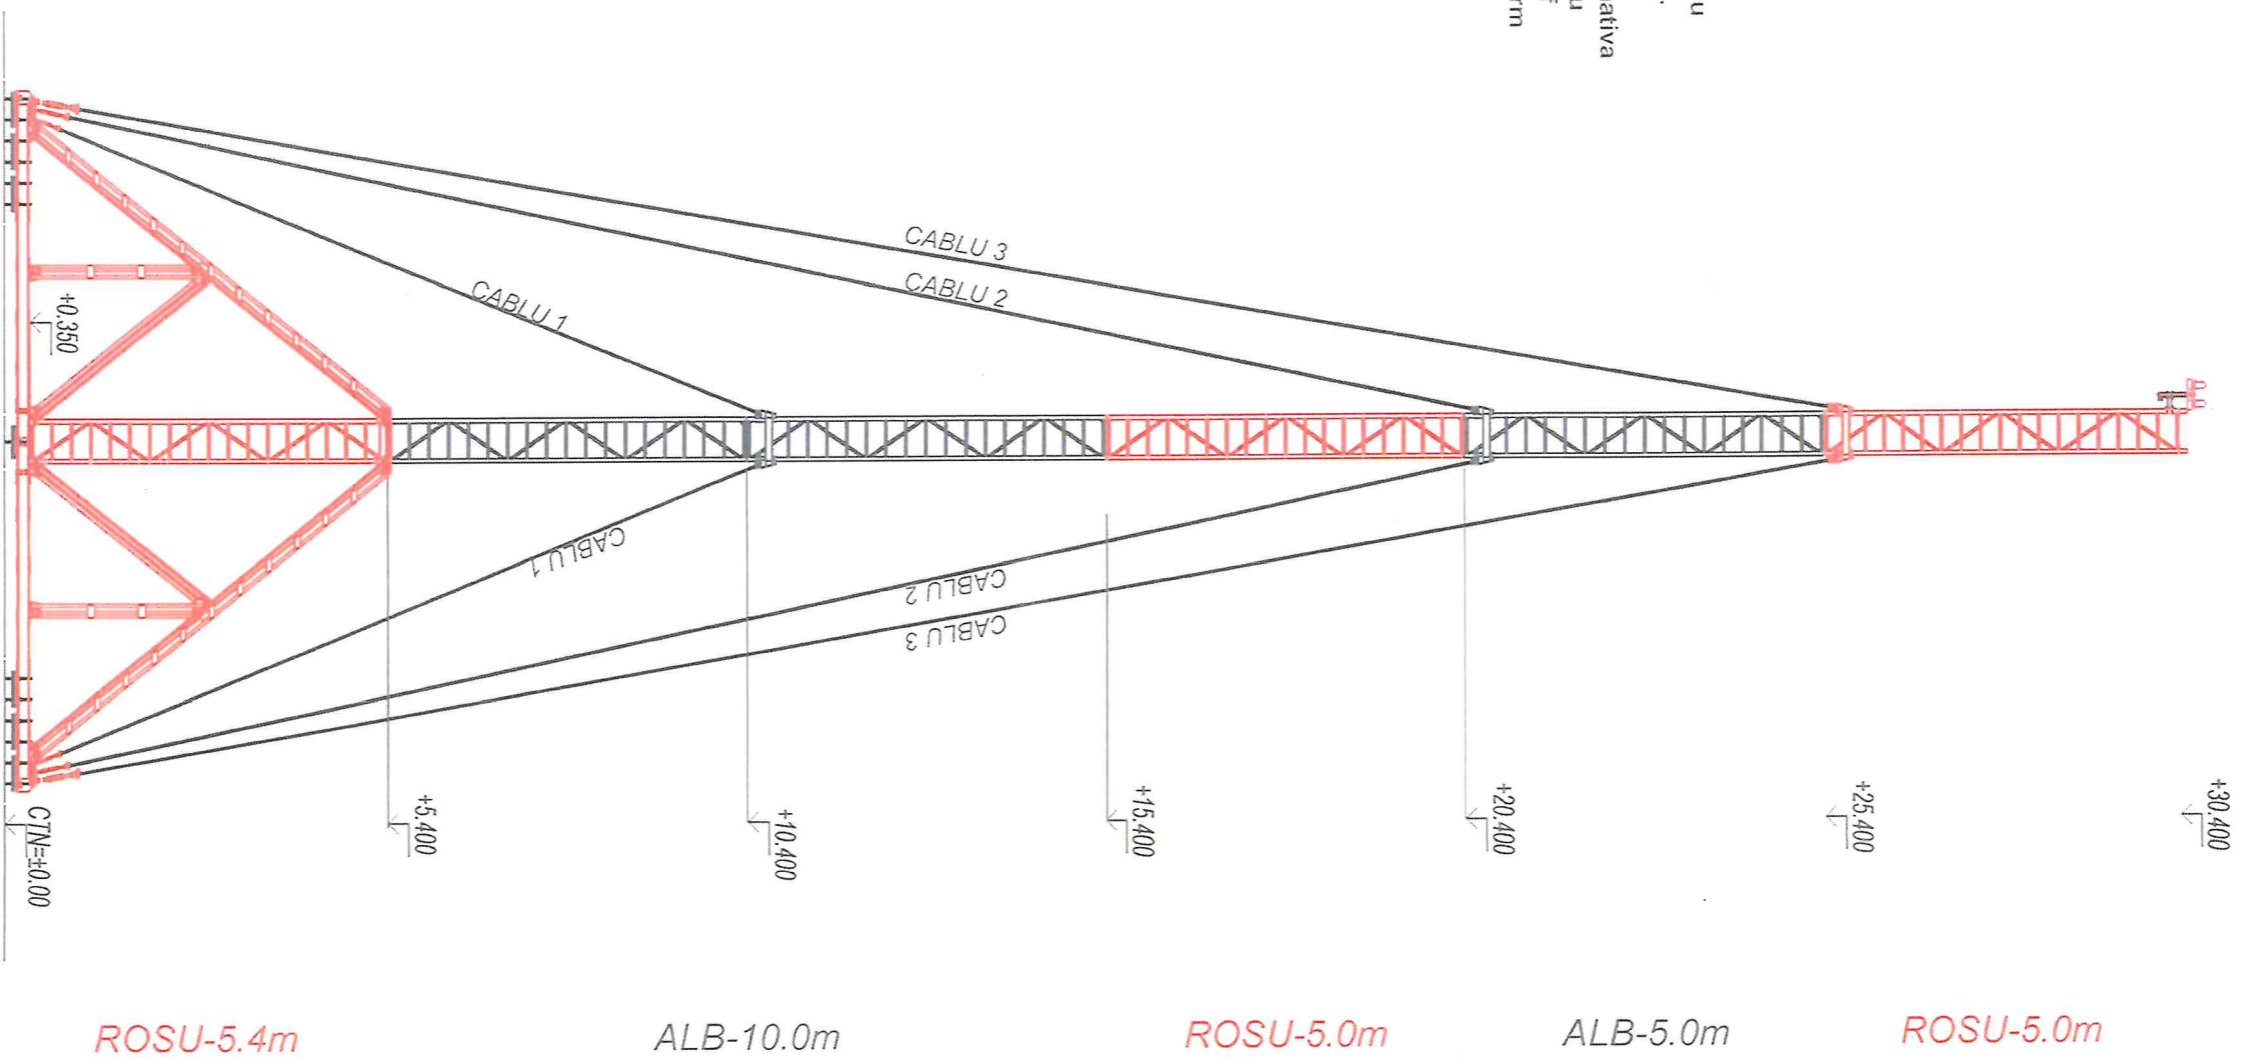 ativa
CABLU 3
CABLU 2
CABLU 1
+0.350
CABLU 1
CABLU 2
CABLU 3
CTN=±0.00
+5.400
+10.400
+15.400
+20.400
+25.400
+30.400
ROSU-5.4m
ALB-10.0m
ROSU-5.0m
ALB-5.0m
ROSU-5.0m